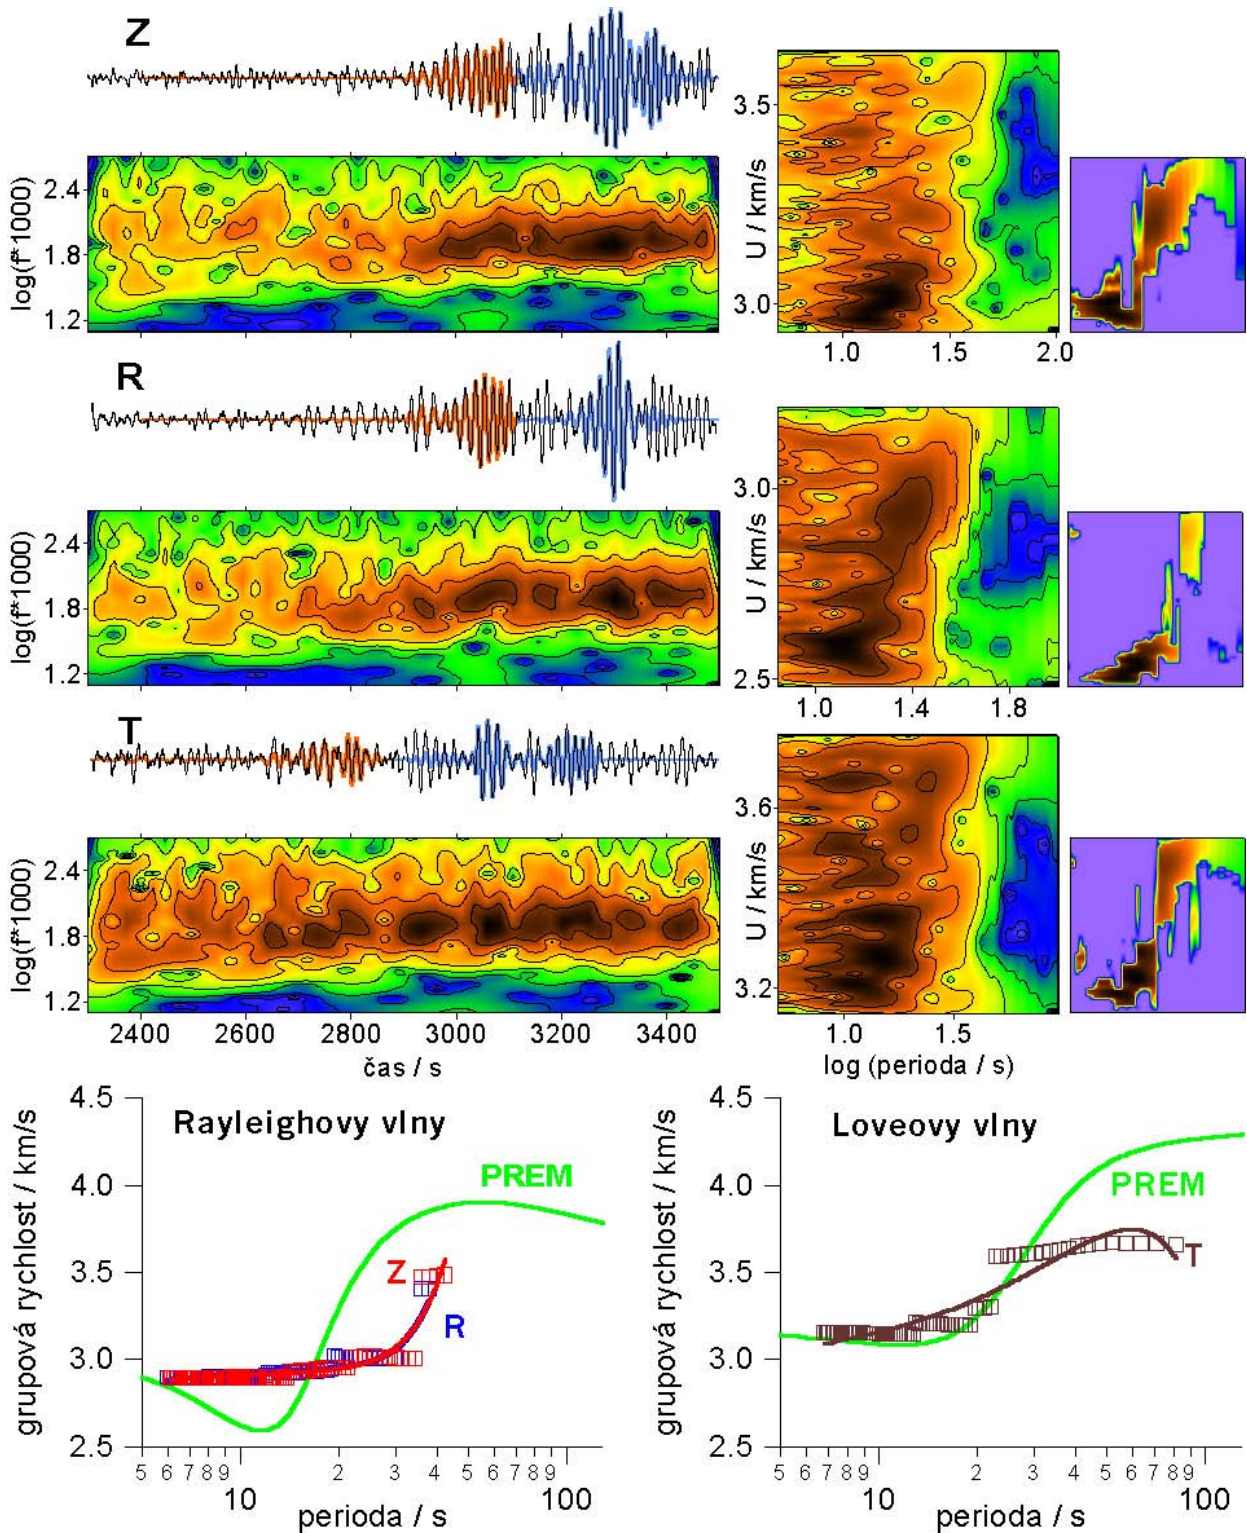 Z
log(f*1000)
2.4
1.8
1.2
U / km/s
3.5
3.0
1.0 1.5 2.0
R
log(f*1000)
2.4
1.8
1.2
U / km/s
3.0
2.5
1.0 1.4 1.8
T
log(f*1000)
2.4
1.8
1.2
2400 2600 2800 3000 3200 3400
čas / s
U / km/s
3.6
3.2
1.0 1.5
log (perioda / s)
grupová rychlost / km/s
4.5
4.0
3.5
3.0
2.5
Rayleighovy vlny
PREM
Z
R
5 6 7 8 9 2 3 4 5 6 7 8 9
10 100
perioda / s
grupová rychlost / km/s
4.5
4.0
3.5
3.0
2.5
Loveovy vlny
PREM
T
5 6 7 8 9 2 3 4 5 6 7 8 9
10 100
perioda / s